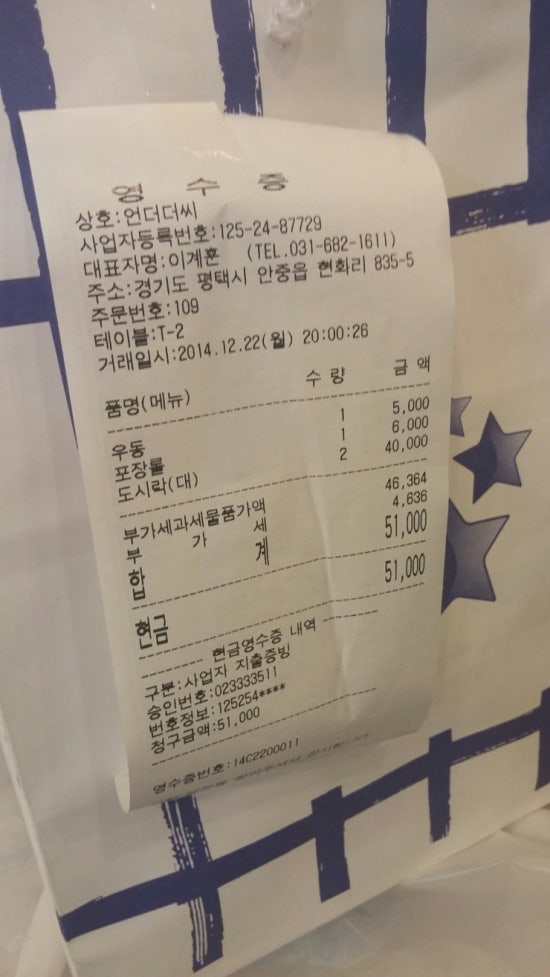 영 수 증
상호:언더더씨
사업자등록번호:125-24-87729
대표자명:이계훈 (TEL.031-682-1611)
주소:경기도 평택시 안중읍 현화리 835-5
주문번호:109
테이블:T-2
거래일시:2014.12.22(월) 20:00:26
품명(메뉴) 수 량 금 액
우동 1 5,000
포장롤 1 6,000
도시락(대) 2 40,000
부가세과세물품가액 46,364
부 가 세 4,636
합 계 51,000
현금 51,000
현금영수증 내역
구분:사업자 지출증빙
승인번호:023333511
번호정보:125254****
청구금액:51,000
영수증번호:14C2200011